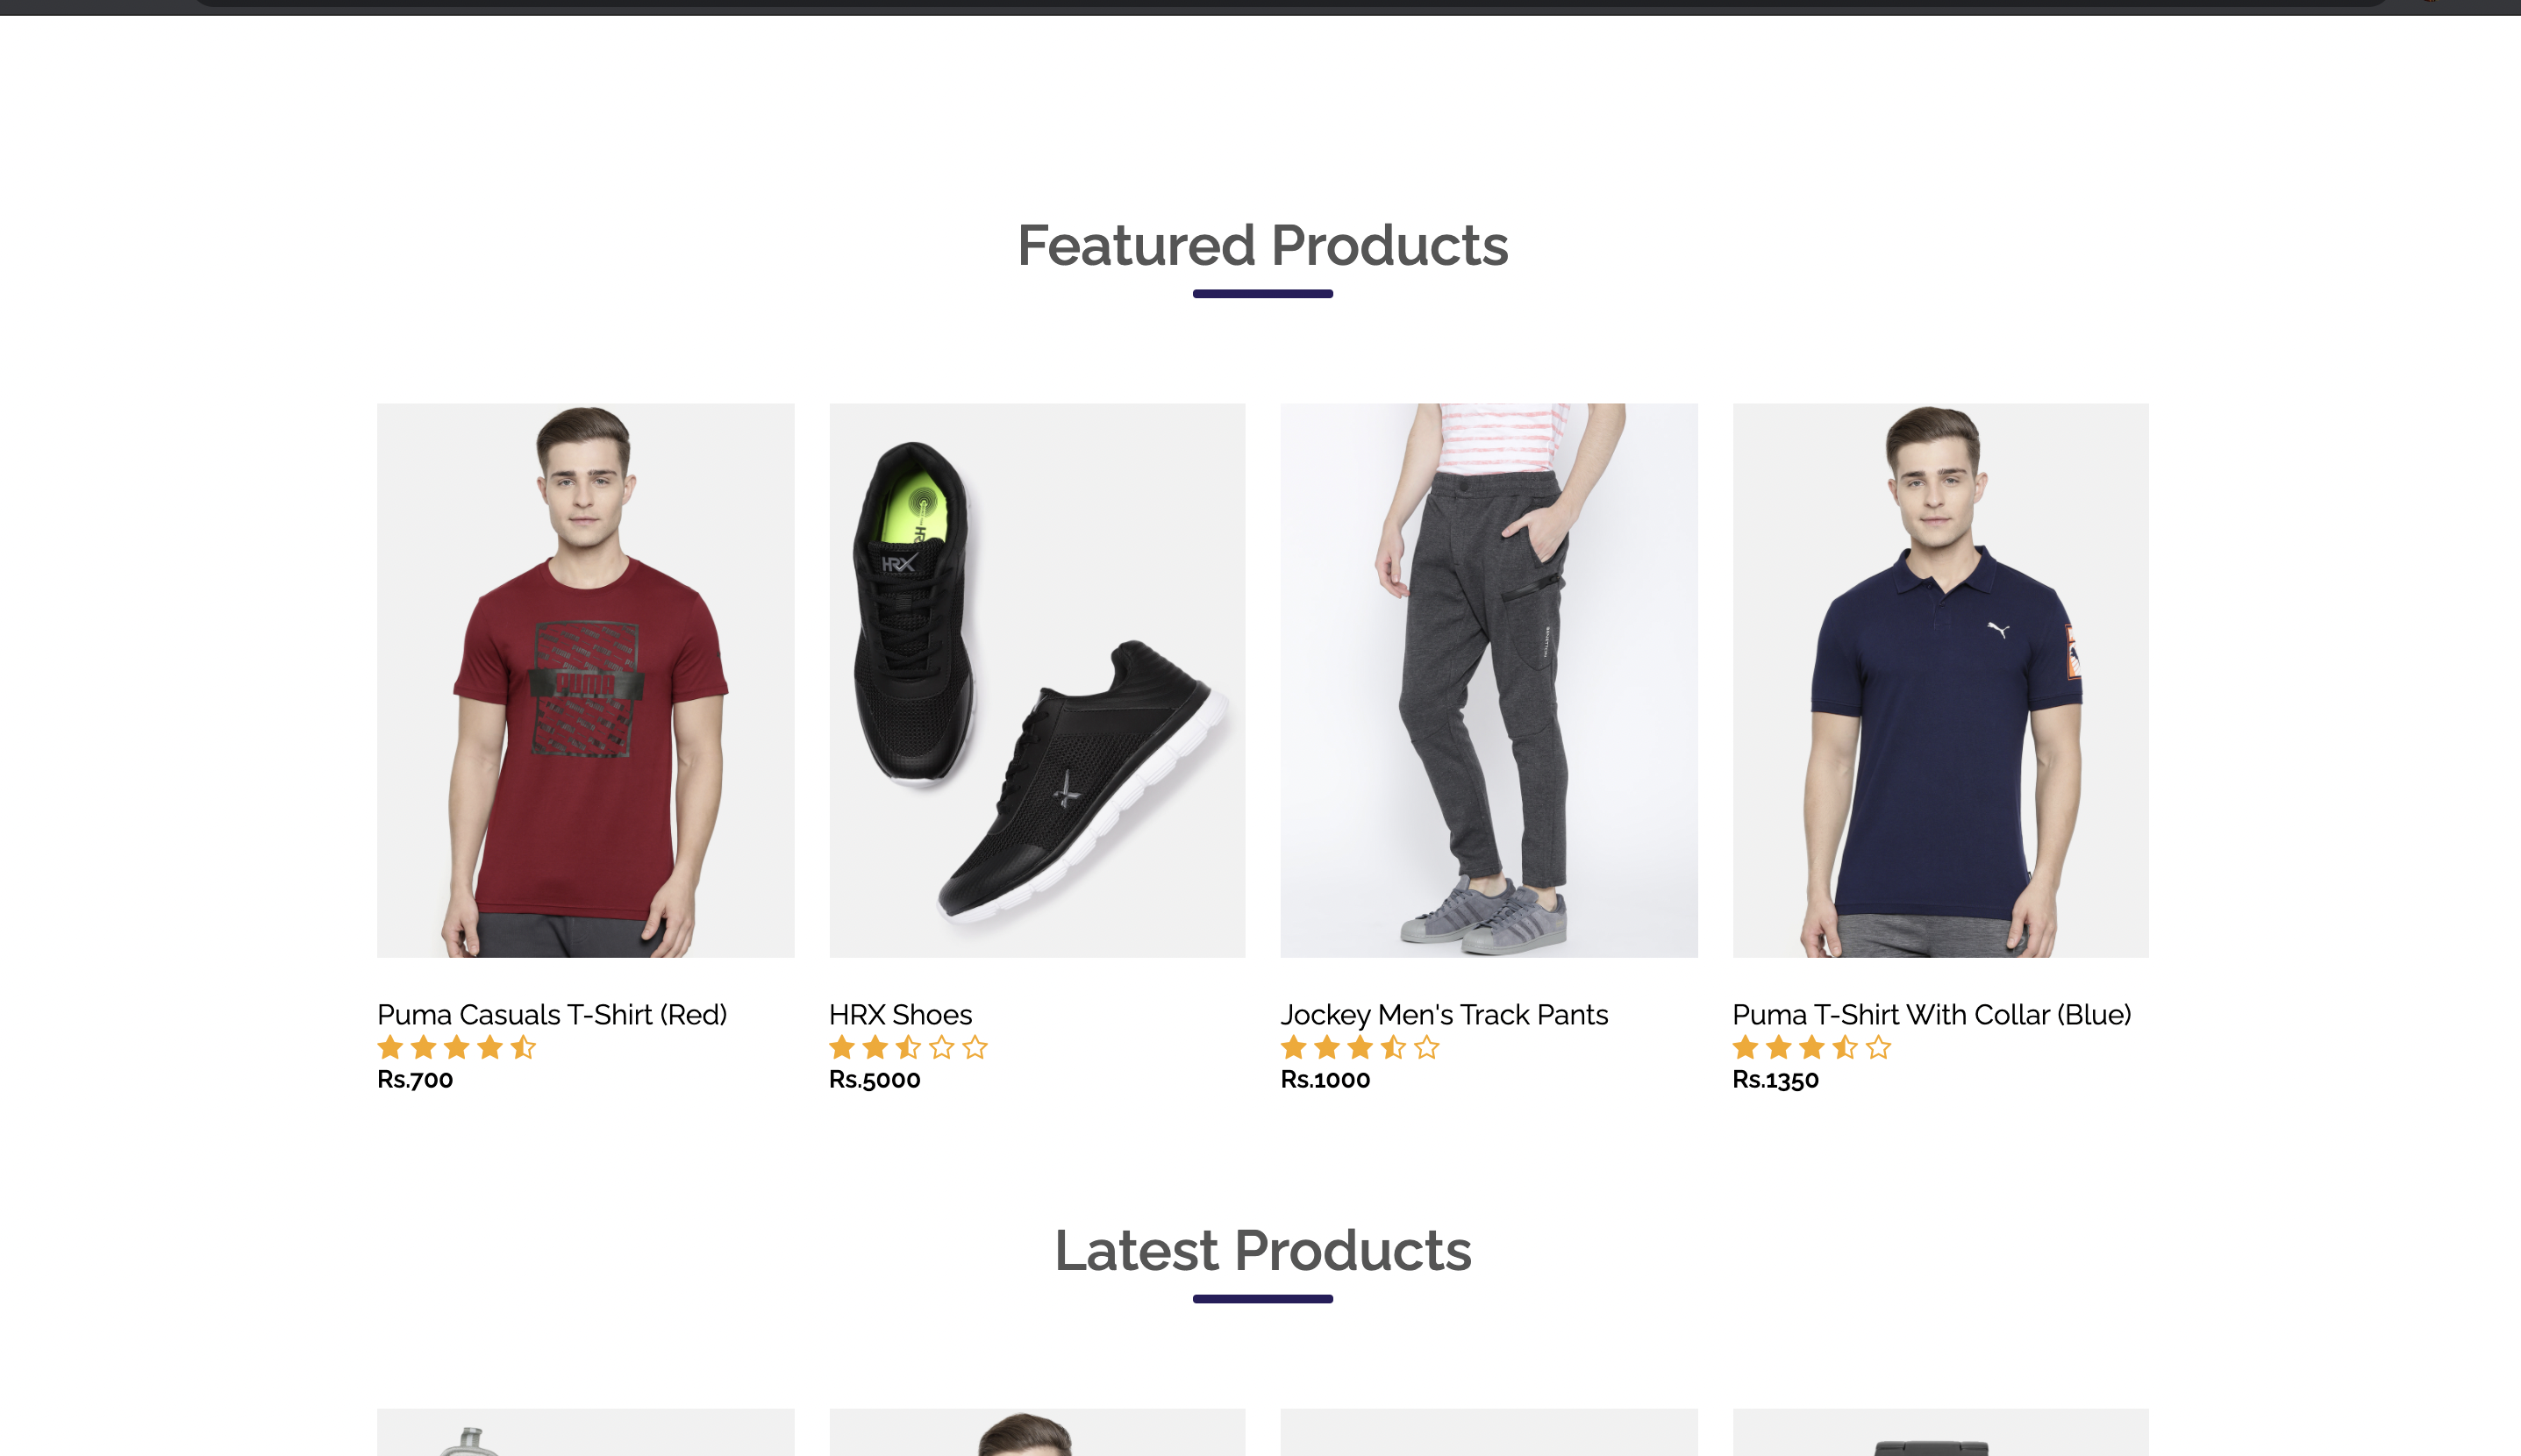 Featured Products
HRX
PUMA
Puma Casuals T-Shirt (Red)
HRX Shoes
Jockey Men's Track Pants
Puma T-Shirt With Collar (Blue)
Rs.700
Rs.5000
Rs.1000
Rs.1350
Latest Products